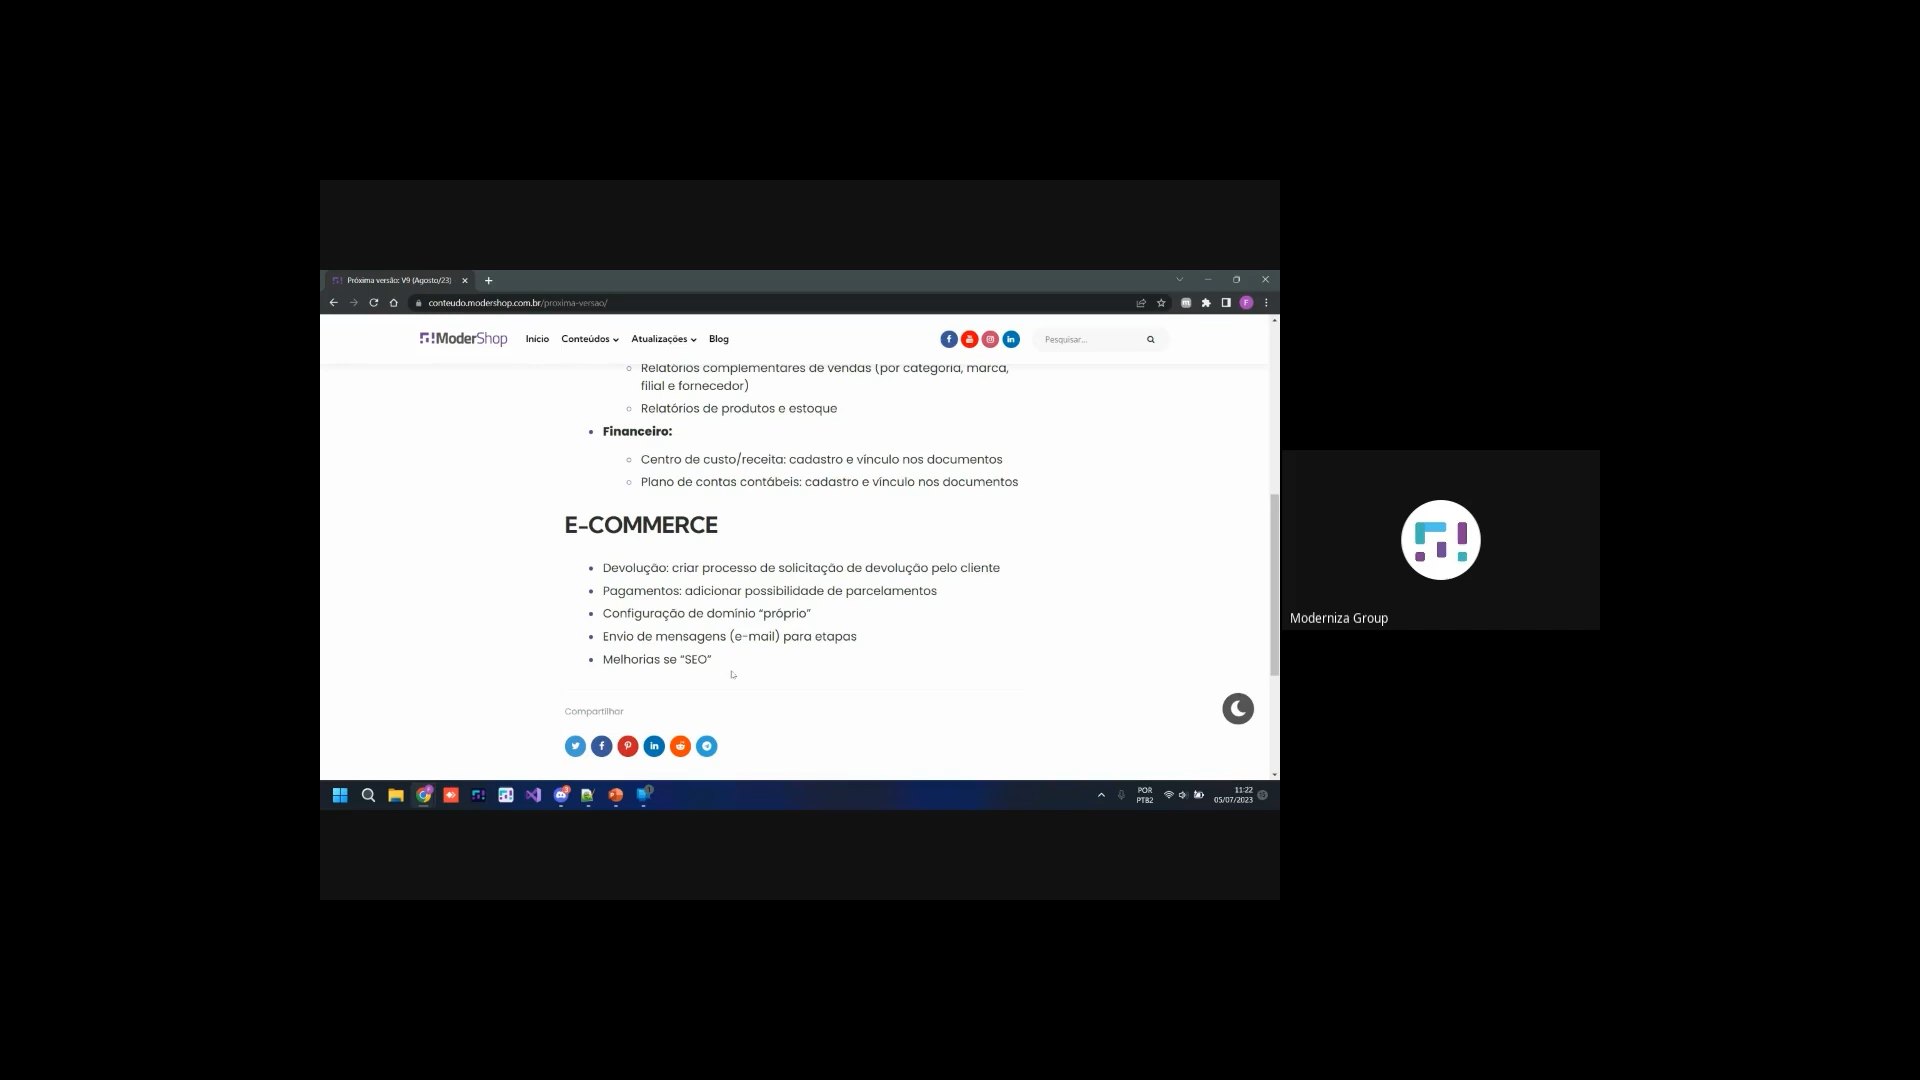 Próxima versão: V9 (Agosto/23)
conteudo.modershop.com.br/proxima-versao/
ModerShop
Início
Conteúdos
Atualizações
Blog
Pesquisar...
Relatórios complementares de vendas (por categoria, marca,
filial e fornecedor)
Relatórios de produtos e estoque
Financeiro:
Centro de custo/receita: cadastro e vínculo nos documentos
Plano de contas contábeis: cadastro e vínculo nos documentos
E-COMMERCE
Devolução: criar processo de solicitação de devolução pelo cliente
Pagamentos: adicionar possibilidade de parcelamentos
Configuração de domínio “próprio”
Envio de mensagens (e-mail) para etapas
Melhorias se “SEO”
Compartilhar
POR
PTB2
11:22
05/07/2023
Moderniza Group